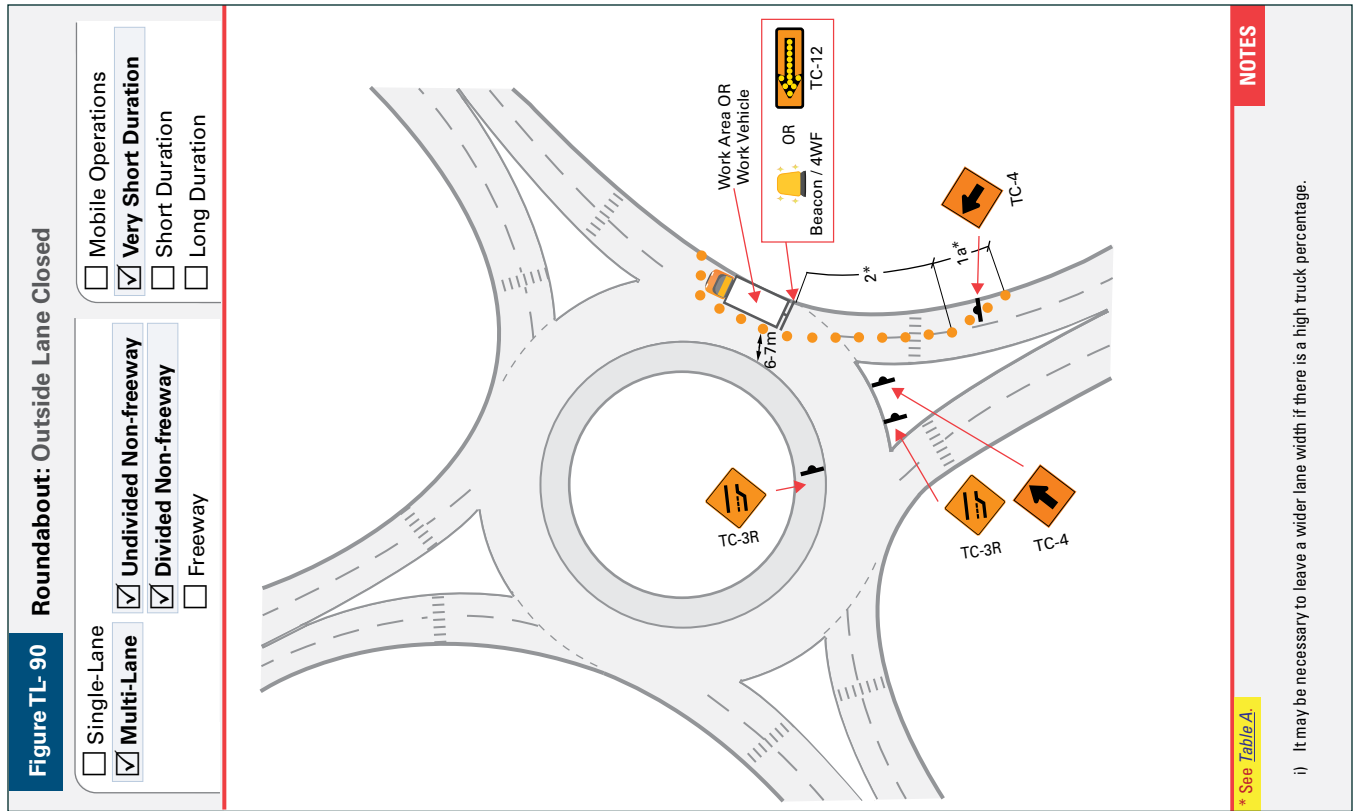 Figure TL- 90
Roundabout: Outside Lane Closed
Single-Lane
Multi-Lane
Undivided Non-freeway
Divided Non-freeway
Freeway
Mobile Operations
Very Short Duration
Short Duration
Long Duration
Work Area OR
Work Vehicle
OR
Beacon / 4WF
TC-12
6-7m
2*
1a*
TC-4
TC-3R
TC-3R
TC-4
* See Table A.
NOTES
i) It may be necessary to leave a wider lane width if there is a high truck percentage.